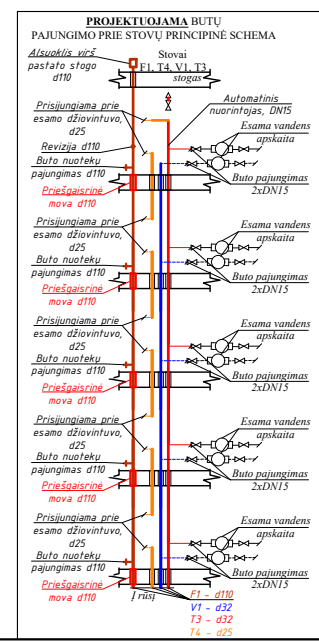 PROJEKTUOJAMA BUTŲ
PAJUNGIMO PRIE STOVŲ PRINCIPINĖ SCHEMA
Alsuoklis virš
pastato stogo
d110
Stovai
F1, T4, V1, T3
stogas
Automatinis
nuorintojas, DN15
Prisijungiama prie
esamo džiovintuvo,
d25
Revizija d110
Buto nuotekų
pajungimas d110
Priešgaisrinė
mova d110
Esama vandens
apskaita
Buto pajungimas
2xDN15
Prisijungiama prie
esamo džiovintuvo,
d25
Buto nuotekų
pajungimas d110
Priešgaisrinė
mova d110
Esama vandens
apskaita
Buto pajungimas
2xDN15
Prisijungiama prie
esamo džiovintuvo,
d25
Buto nuotekų
pajungimas d110
Priešgaisrinė
mova d110
Esama vandens
apskaita
Buto pajungimas
2xDN15
Prisijungiama prie
esamo džiovintuvo,
d25
Buto nuotekų
pajungimas d110
Priešgaisrinė
mova d110
Esama vandens
apskaita
Buto pajungimas
2xDN15
Prisijungiama prie
esamo džiovintuvo,
d25
Buto nuotekų
pajungimas d110
Priešgaisrinė
mova d110
Esama vandens
apskaita
Buto pajungimas
2xDN15
Į rūsį
F1 - d110
V1 - d32
T3 - d32
T4 - d25